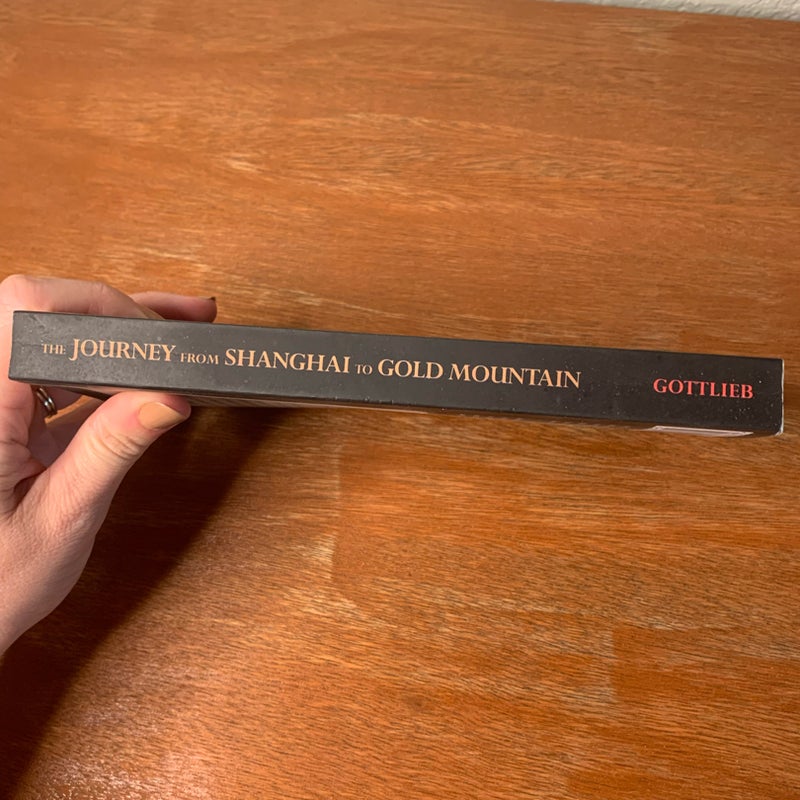 THE JOURNEY FROM SHANGHAI TO GOLD MOUNTAIN GOTTLIEB